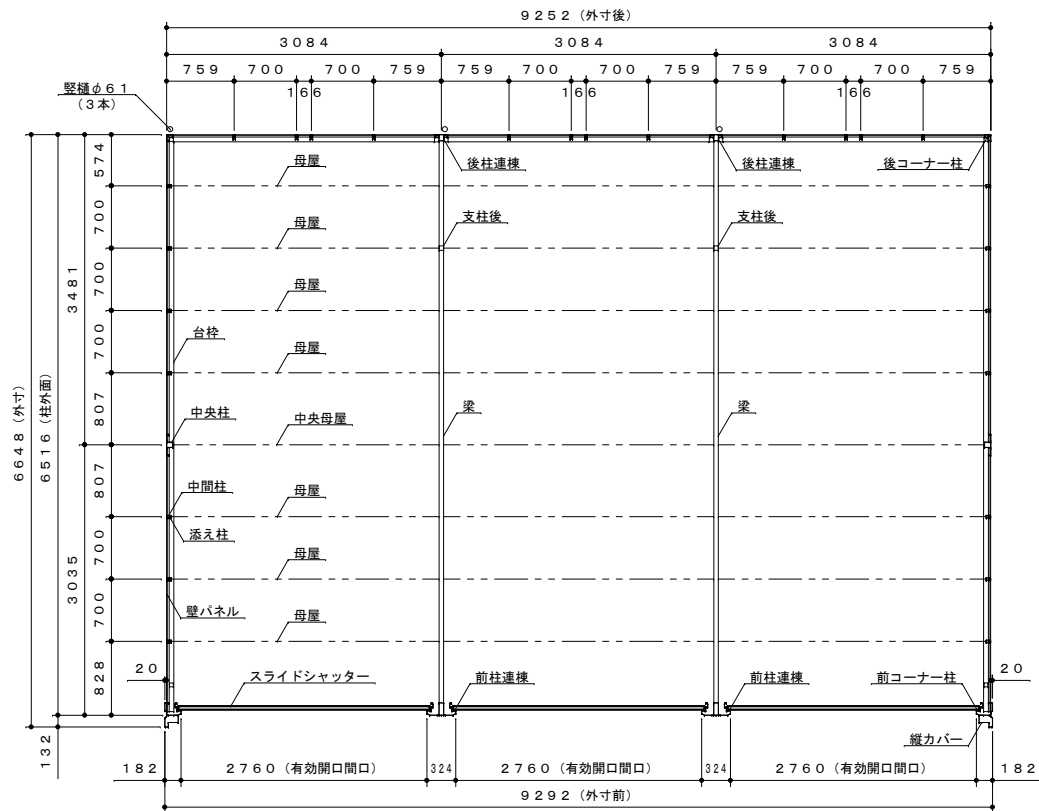 ９２５２（外寸後）
３０８４ ３０８４ ３０８４
７５９ ７００ ７００ ７５９ ７５９ ７００ ７００ ７５９ ７５９ ７００ ７００ ７５９
１６６ １６６ １６６
竪樋φ６１
（３本）
後柱連棟 後柱連棟 後コーナー柱
母屋
５７４
母屋
支柱後 支柱後
７００
母屋
７００
３４８１
台枠
母屋
７００
中央柱 中央母屋 梁 梁
８０７
６６４８（外寸）
６５１６（柱外面）
中間柱 母屋
８０７
添え柱
母屋
７００
３０３５
壁パネル
母屋
７００
８２８
２０ スライドシャッター 前柱連棟 前柱連棟 前コーナー柱 ２０
縦カバー
１３２
１８２ ２７６０（有効開口間口） ３２４ ２７６０（有効開口間口） ３２４ ２７６０（有効開口間口） １８２
９２９２（外寸前）